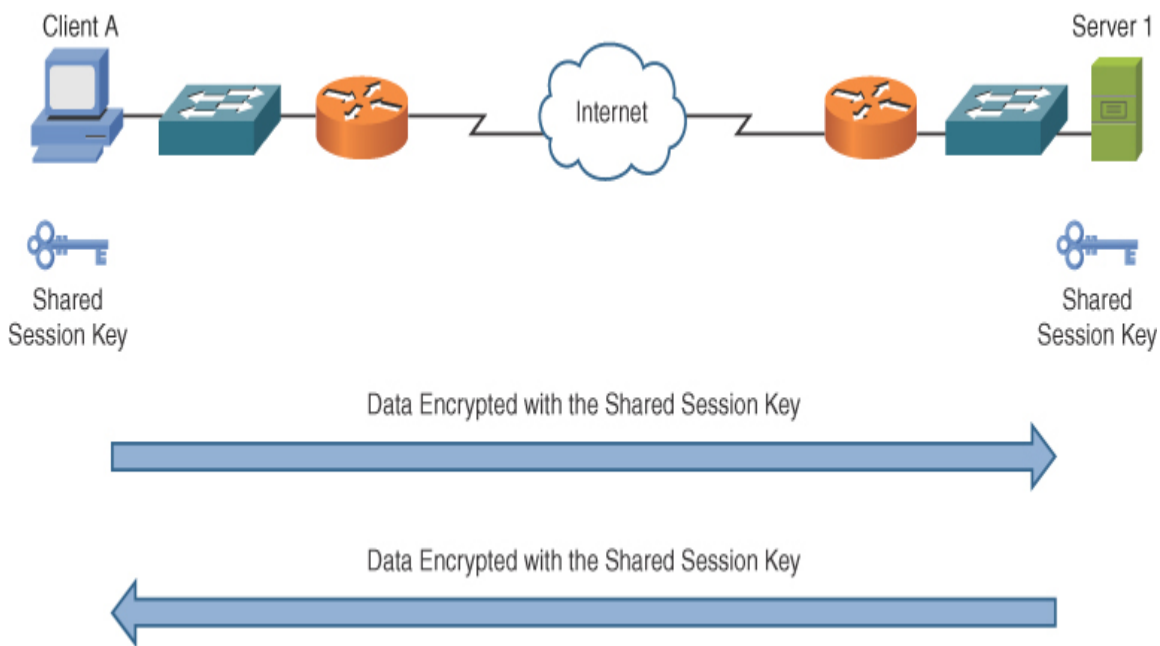 Client A
Server 1
Internet
Shared
Session Key
Shared
Session Key
Data Encrypted with the Shared Session Key
Data Encrypted with the Shared Session Key